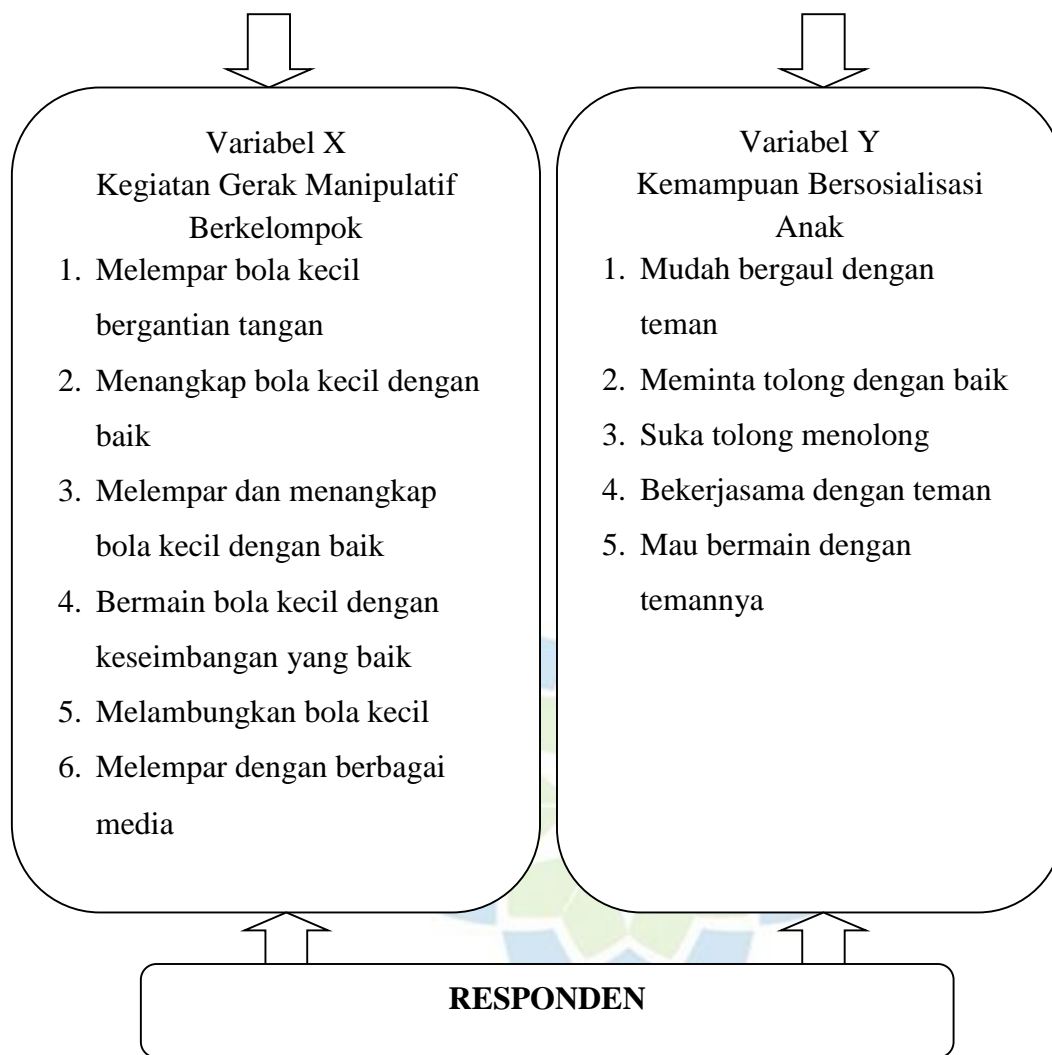 Variabel X
Kegiatan Gerak Manipulatif
Berkelompok
1. Melempar bola kecil
bergantian tangan
2. Menangkap bola kecil dengan
baik
3. Melempar dan menangkap
bola kecil dengan baik
4. Bermain bola kecil dengan
keseimbangan yang baik
5. Melambungkan bola kecil
6. Melempar dengan berbagai
media
Variabel Y
Kemampuan Bersosialisasi
Anak
1. Mudah bergaul dengan
teman
2. Meminta tolong dengan baik
3. Suka tolong menolong
4. Bekerjasama dengan teman
5. Mau bermain dengan
temannya
RESPONDEN